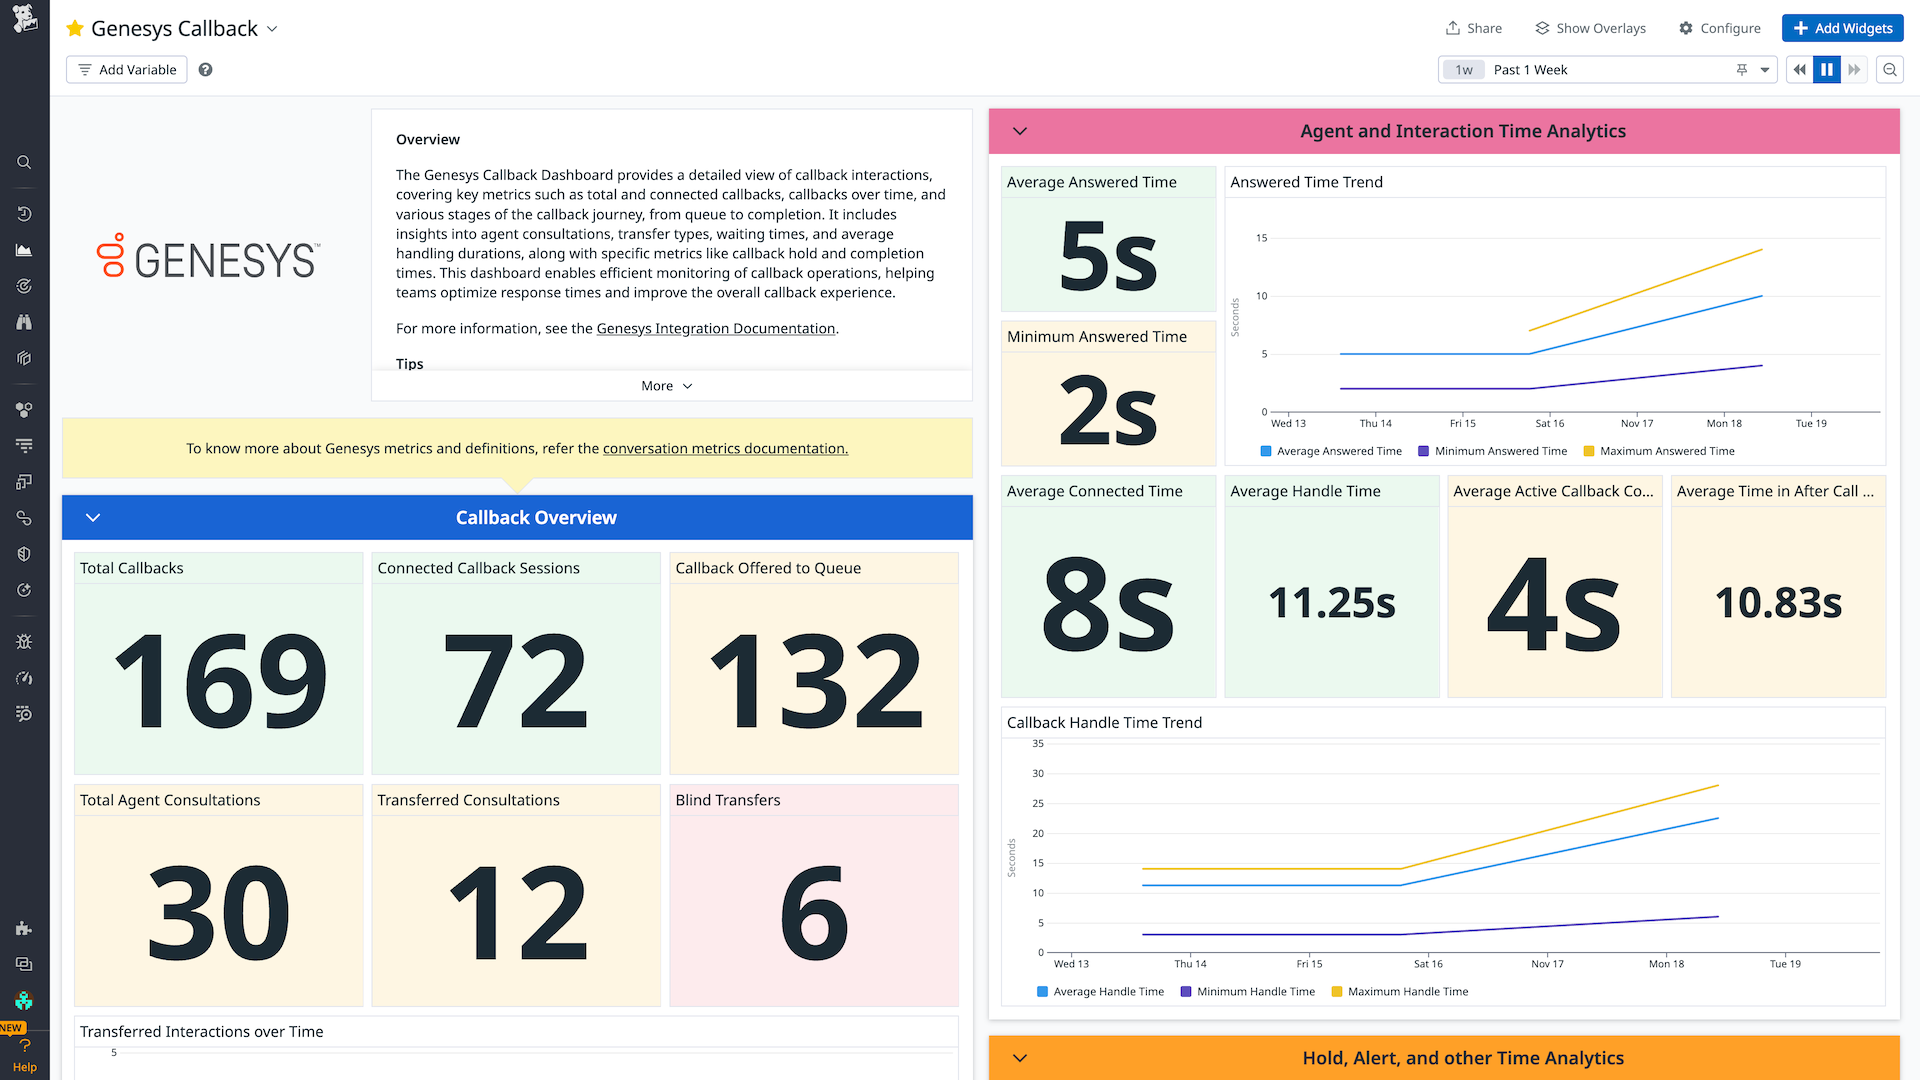 Genesys Callback
Share
Show Overlays
Configure
Add Widgets
Add Variable
1w
Past 1 Week
GENESYS™
Overview
The Genesys Callback Dashboard provides a detailed view of callback interactions,
covering key metrics such as total and connected callbacks, callbacks over time, and
various stages of the callback journey, from queue to completion. It includes
insights into agent consultations, transfer types, waiting times, and average
handling durations, along with specific metrics like callback hold and completion
times. This dashboard enables efficient monitoring of callback operations, helping
teams optimize response times and improve the overall callback experience.
For more information, see the Genesys Integration Documentation.
Tips
More
To know more about Genesys metrics and definitions, refer the conversation metrics documentation.
Callback Overview
Total Callbacks
169
Connected Callback Sessions
72
Callback Offered to Queue
132
Total Agent Consultations
30
Transferred Consultations
12
Blind Transfers
6
Transferred Interactions over Time
5
Agent and Interaction Time Analytics
Average Answered Time
5s
Minimum Answered Time
2s
Answered Time Trend
Seconds
15
10
5
0
Wed 13 Thu 14 Fri 15 Sat 16 Nov 17 Mon 18 Tue 19
Average Answered Time Minimum Answered Time Maximum Answered Time
Average Connected Time
8s
Average Handle Time
11.25s
Average Active Callback Co...
4s
Average Time in After Call ...
10.83s
Callback Handle Time Trend
Seconds
35
30
25
20
15
10
5
0
Wed 13 Thu 14 Fri 15 Sat 16 Nov 17 Mon 18 Tue 19
Average Handle Time Minimum Handle Time Maximum Handle Time
Hold, Alert, and other Time Analytics
NEW
Help